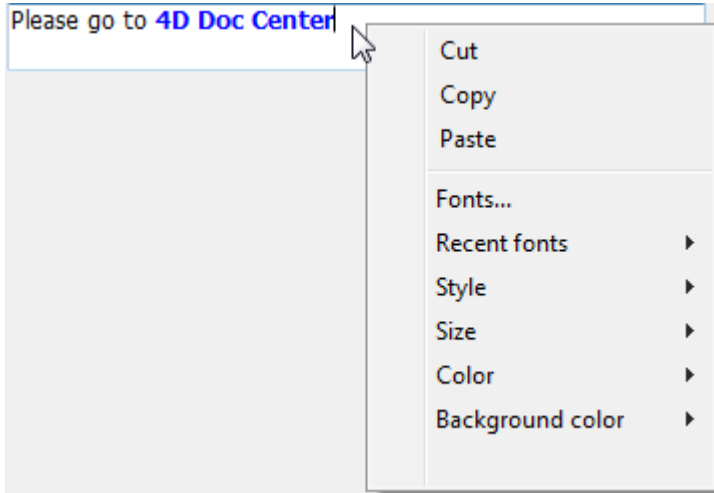 Please go to 4D Doc Center
Cut
Copy
Paste
Fonts...
Recent fonts
Style
Size
Color
Background color